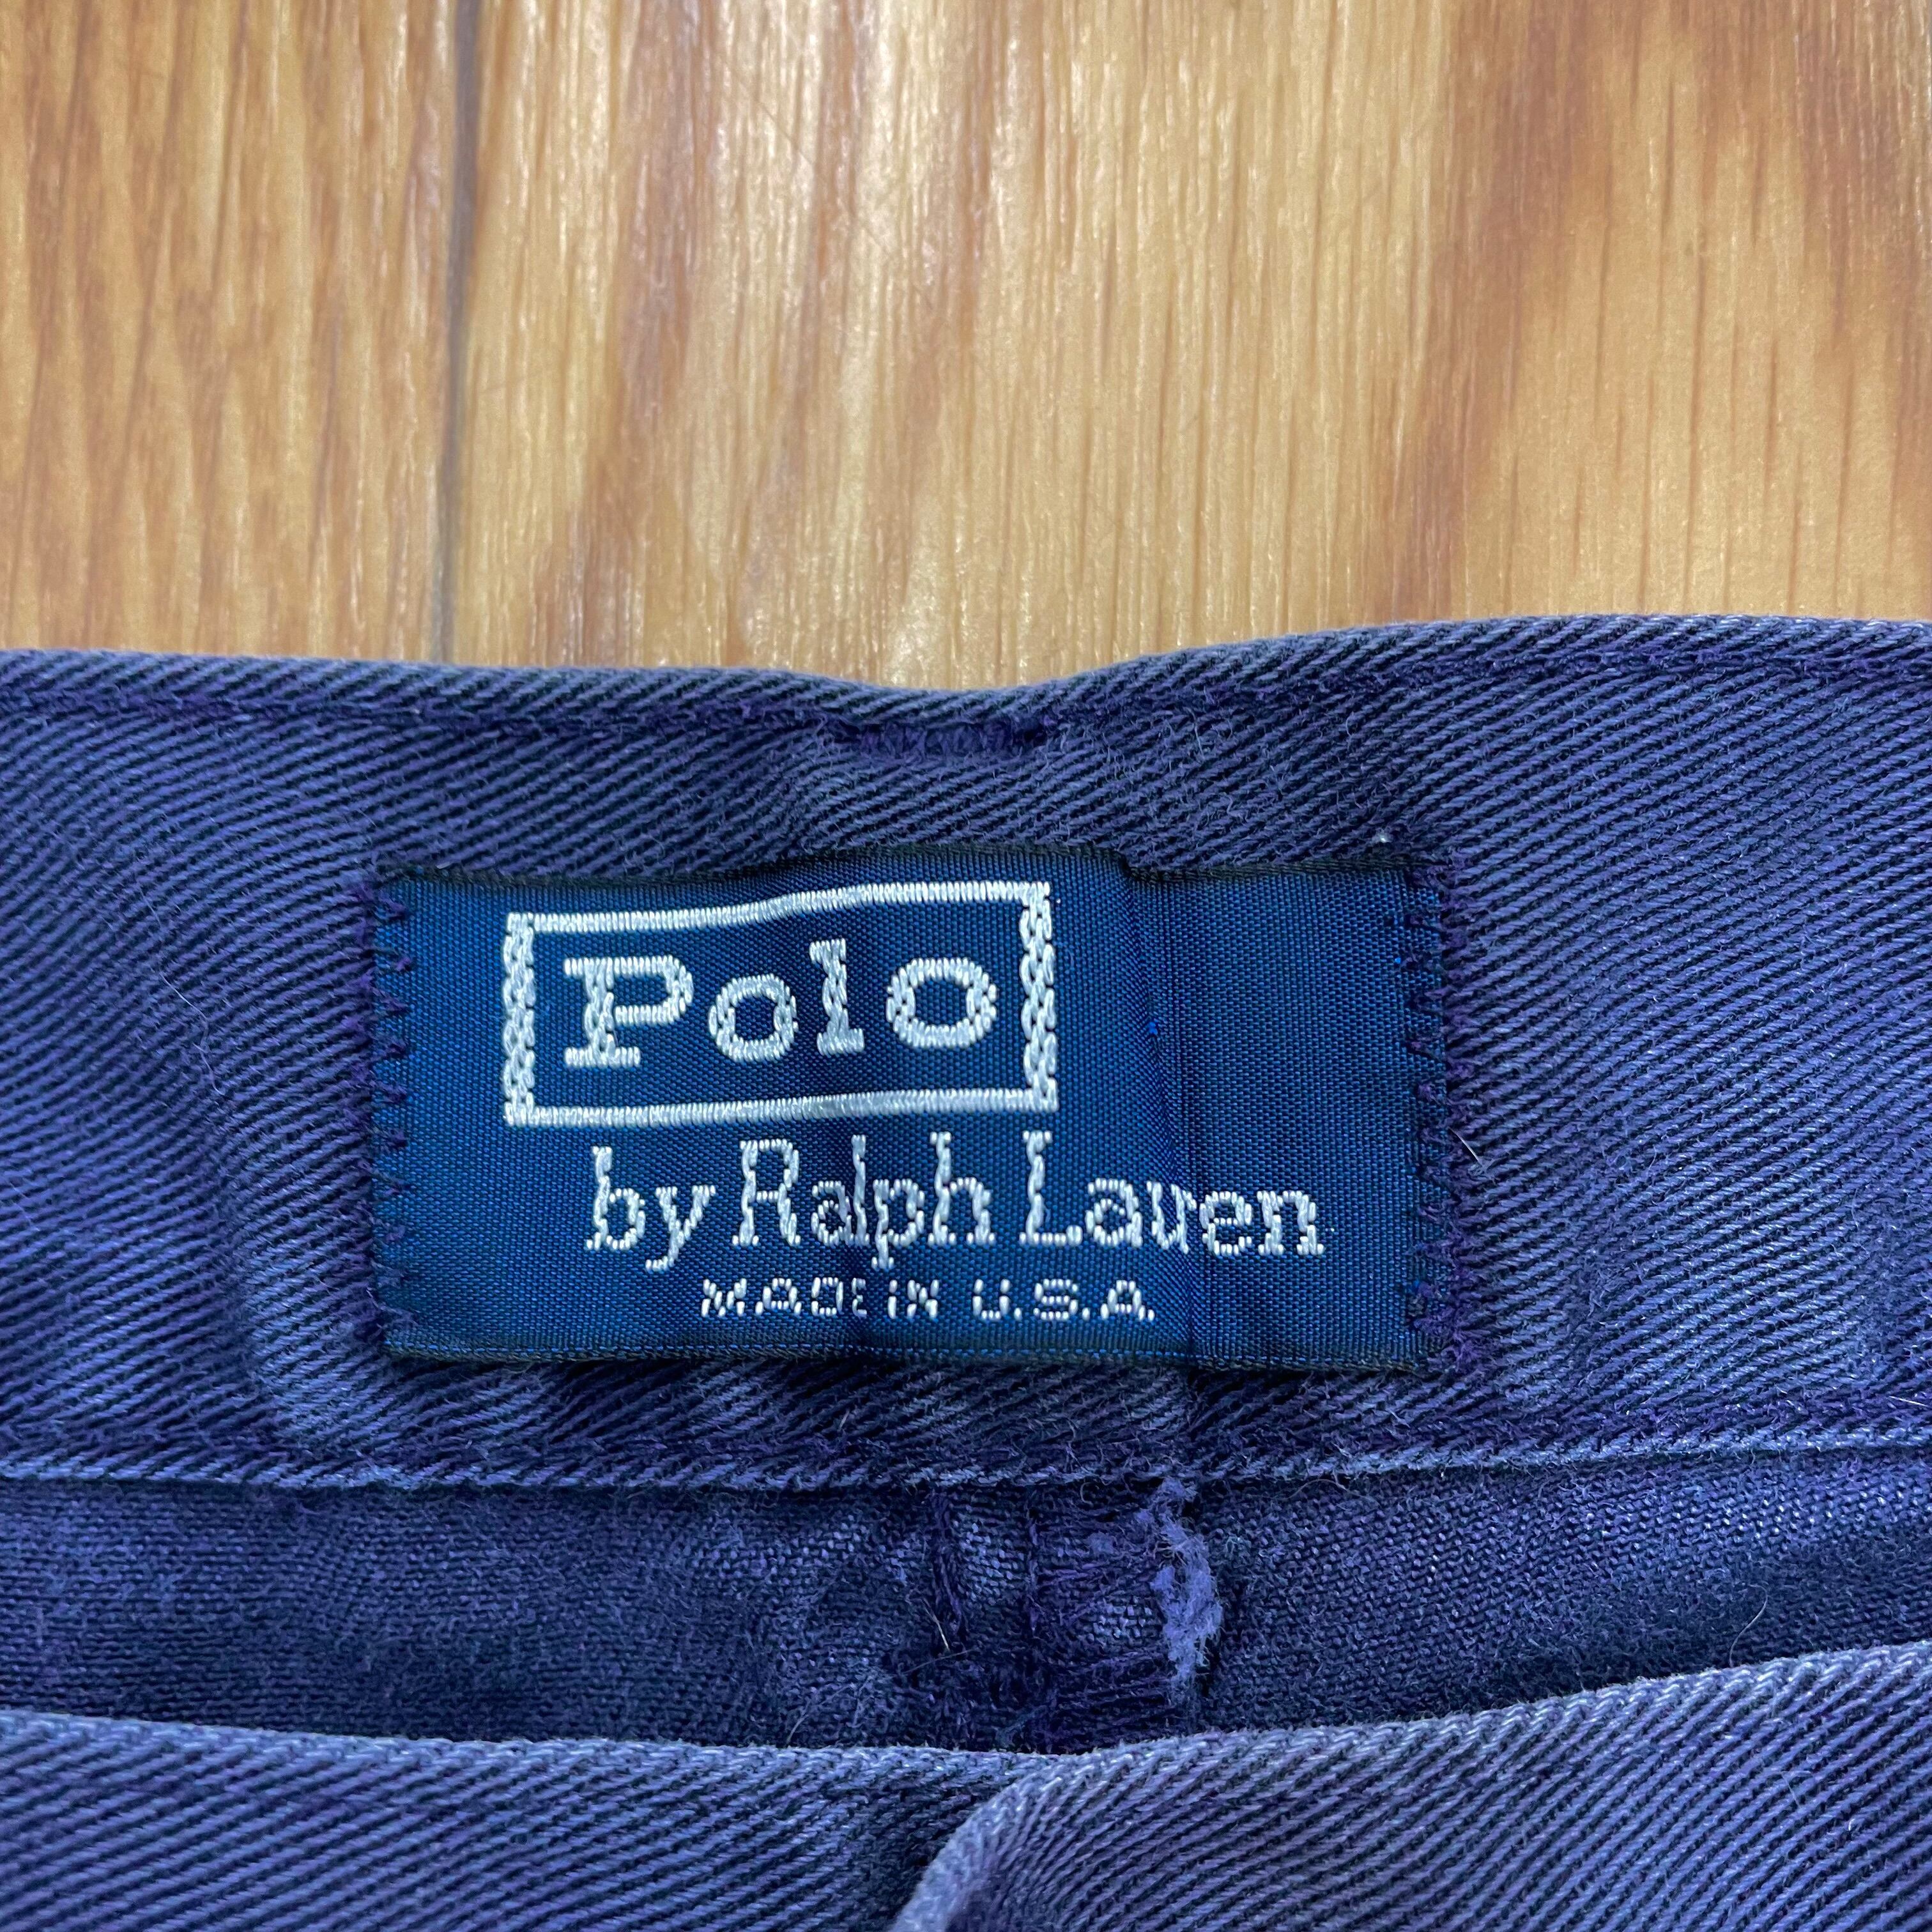 Polo
by Ralph Lauren
MADE IN U.S.A.